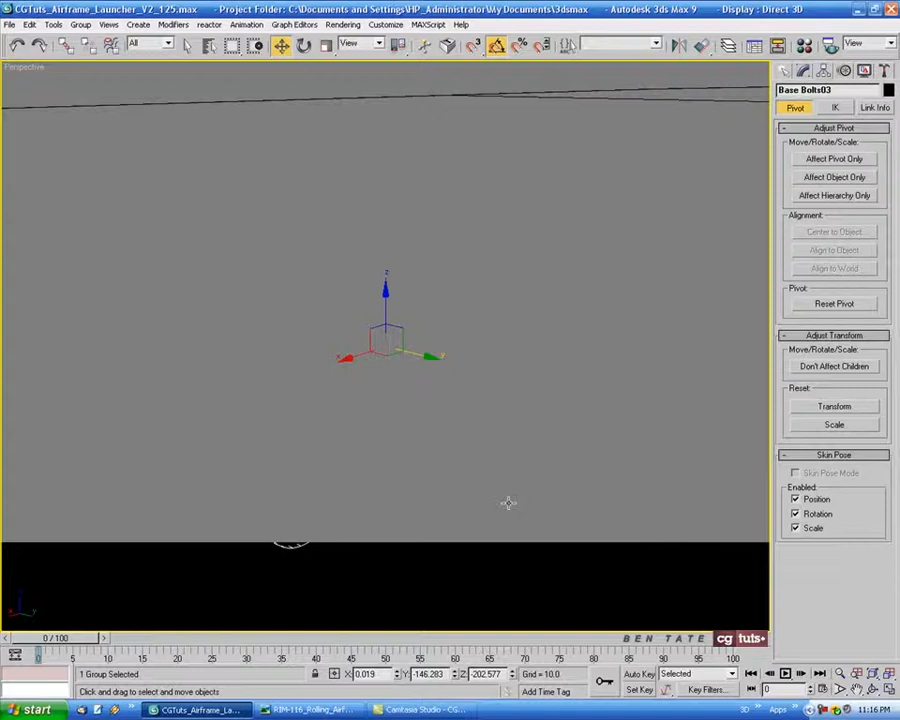 CGTuts_Airframe_Launcher_V2_125.max - Project Folder: C:\Documents and Settings\HP_Administrator\My Documents\3dsmax - Autodesk 3ds Max 9 - Display : Direct 3D
File Edit Tools Group Views Create Modifiers reactor Animation Graph Editors Rendering Customize MAXScript Help
All View View
Perspective
Base Bolts03
Pivot IK Link Info
- Adjust Pivot
Move/Rotate/Scale:
Affect Pivot Only
Affect Object Only
Affect Hierarchy Only
Alignment:
Center to Object
Align to Object
Align to World
Pivot:
Reset Pivot
- Adjust Transform
Move/Rotate/Scale:
Don't Affect Children
Reset:
Transform
Scale
- Skin Pose
Skin Pose Mode
Enabled:
Position
Rotation
Scale
z
x
y
z
x y
BEN TATE cg tuts+
< 0 / 100 >
0 5 10 15 20 25 30 35 40 45 50 55 60 65 70 75 80 85 90 95 100
1 Group Selected X: 0.019 Y: -146.283 Z: -202.577 Grid = 10.0 Auto Key Selected
Click and drag to select and move objects Add Time Tag Set Key Key Filters... 0
start CGTuts_Airframe_La... RIM-116_Rolling_Airf... Camtasia Studio - CG... 3D Apps 11:16 PM